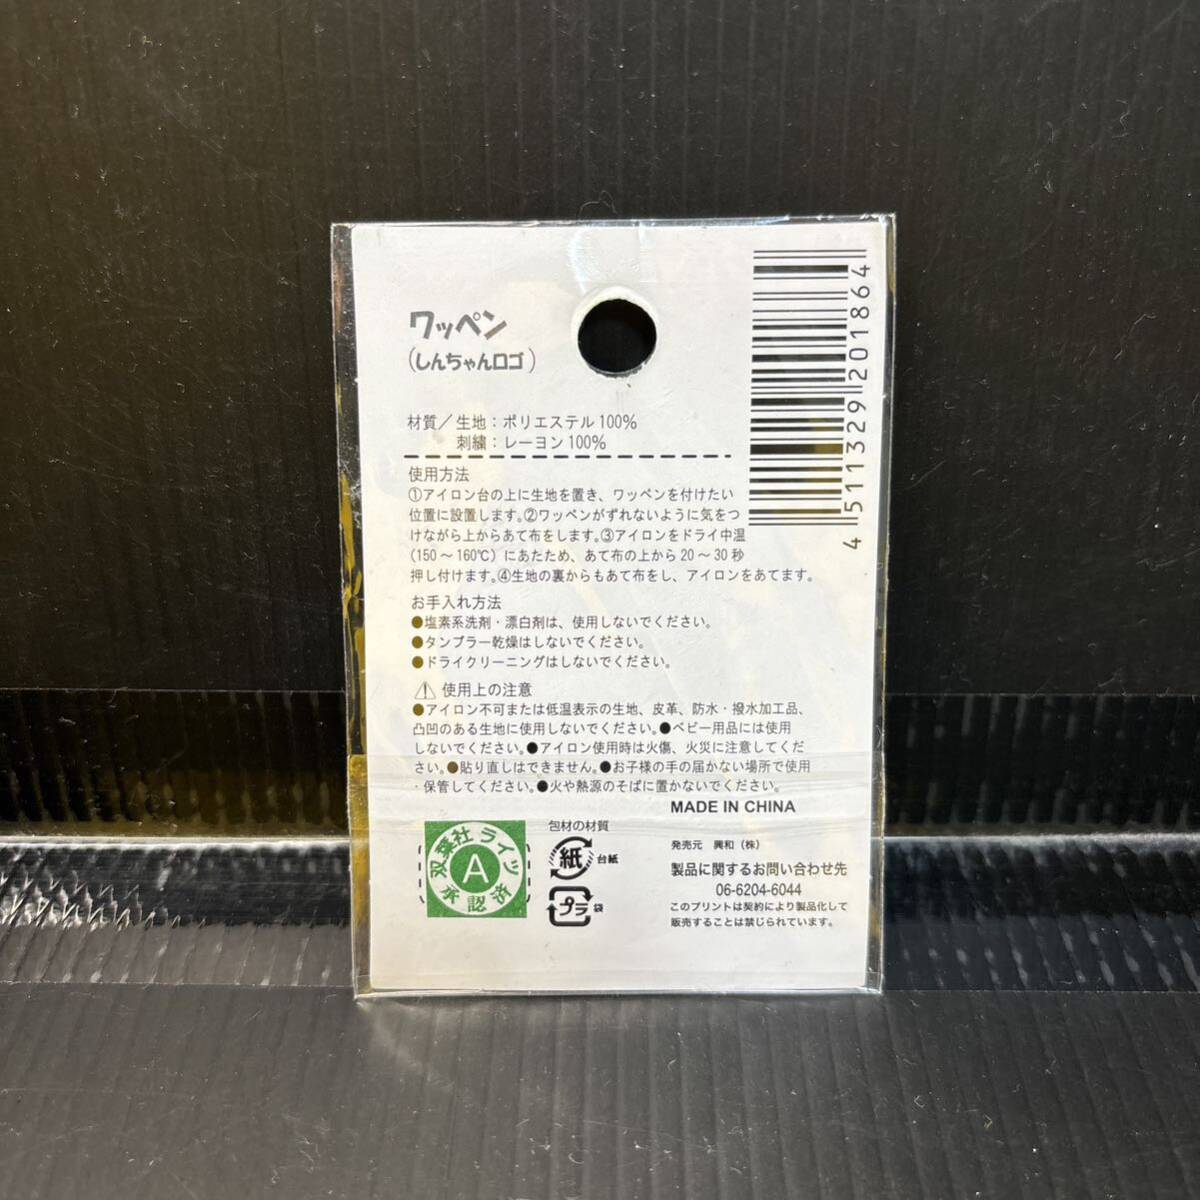 ワッペン
(しんちゃんロゴ)
材質／生地：ポリエステル100%
刺繍：レーヨン100%
使用方法
①アイロン台の上に生地を置き、ワッペンを付けたい
位置に設置します。②ワッペンがずれないように気をつ
けながら上からあて布をします。③アイロンをドライ中温
(150～160℃)にあたため、あて布の上から20～30秒
押し付けます。④生地の裏からもあて布をし、アイロンをあてます。
お手入れ方法
●塩素系洗剤・漂白剤は、使用しないでください。
●タンブラー乾燥はしないでください。
●ドライクリーニングはしないでください。
⚠ 使用上の注意
●アイロン不可または低温表示の生地、皮革、防水・撥水加工品、
凸凹のある生地に使用しないでください。●ベビー用品には使用
しないでください。●アイロン使用時は火傷、火災に注意してくだ
さい。●貼り直しはできません。●お子様の手の届かない場所で使用
・保管してください。●火や熱源のそばに置かないでください。
MADE IN CHINA
双葉社ライツ
A
承認済
包材の材質
紙 台紙
プラ 袋
発売元 興和(株)
製品に関するお問い合わせ先
06-6204-6044
このプリントは契約により製品化して
販売することは禁じられています。
4 511329 201864